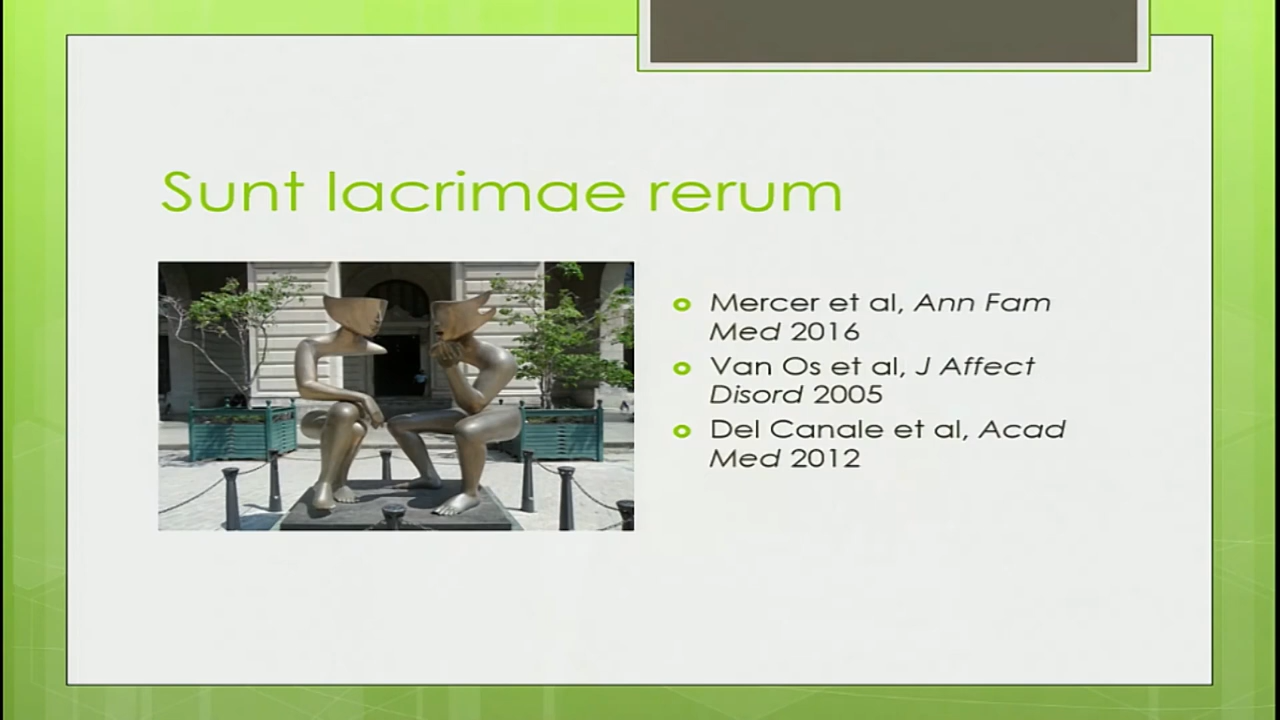 Sunt lacrimae rerum
Mercer et al, Ann Fam
Med 2016
Van Os et al, J Affect
Disord 2005
Del Canale et al, Acad
Med 2012